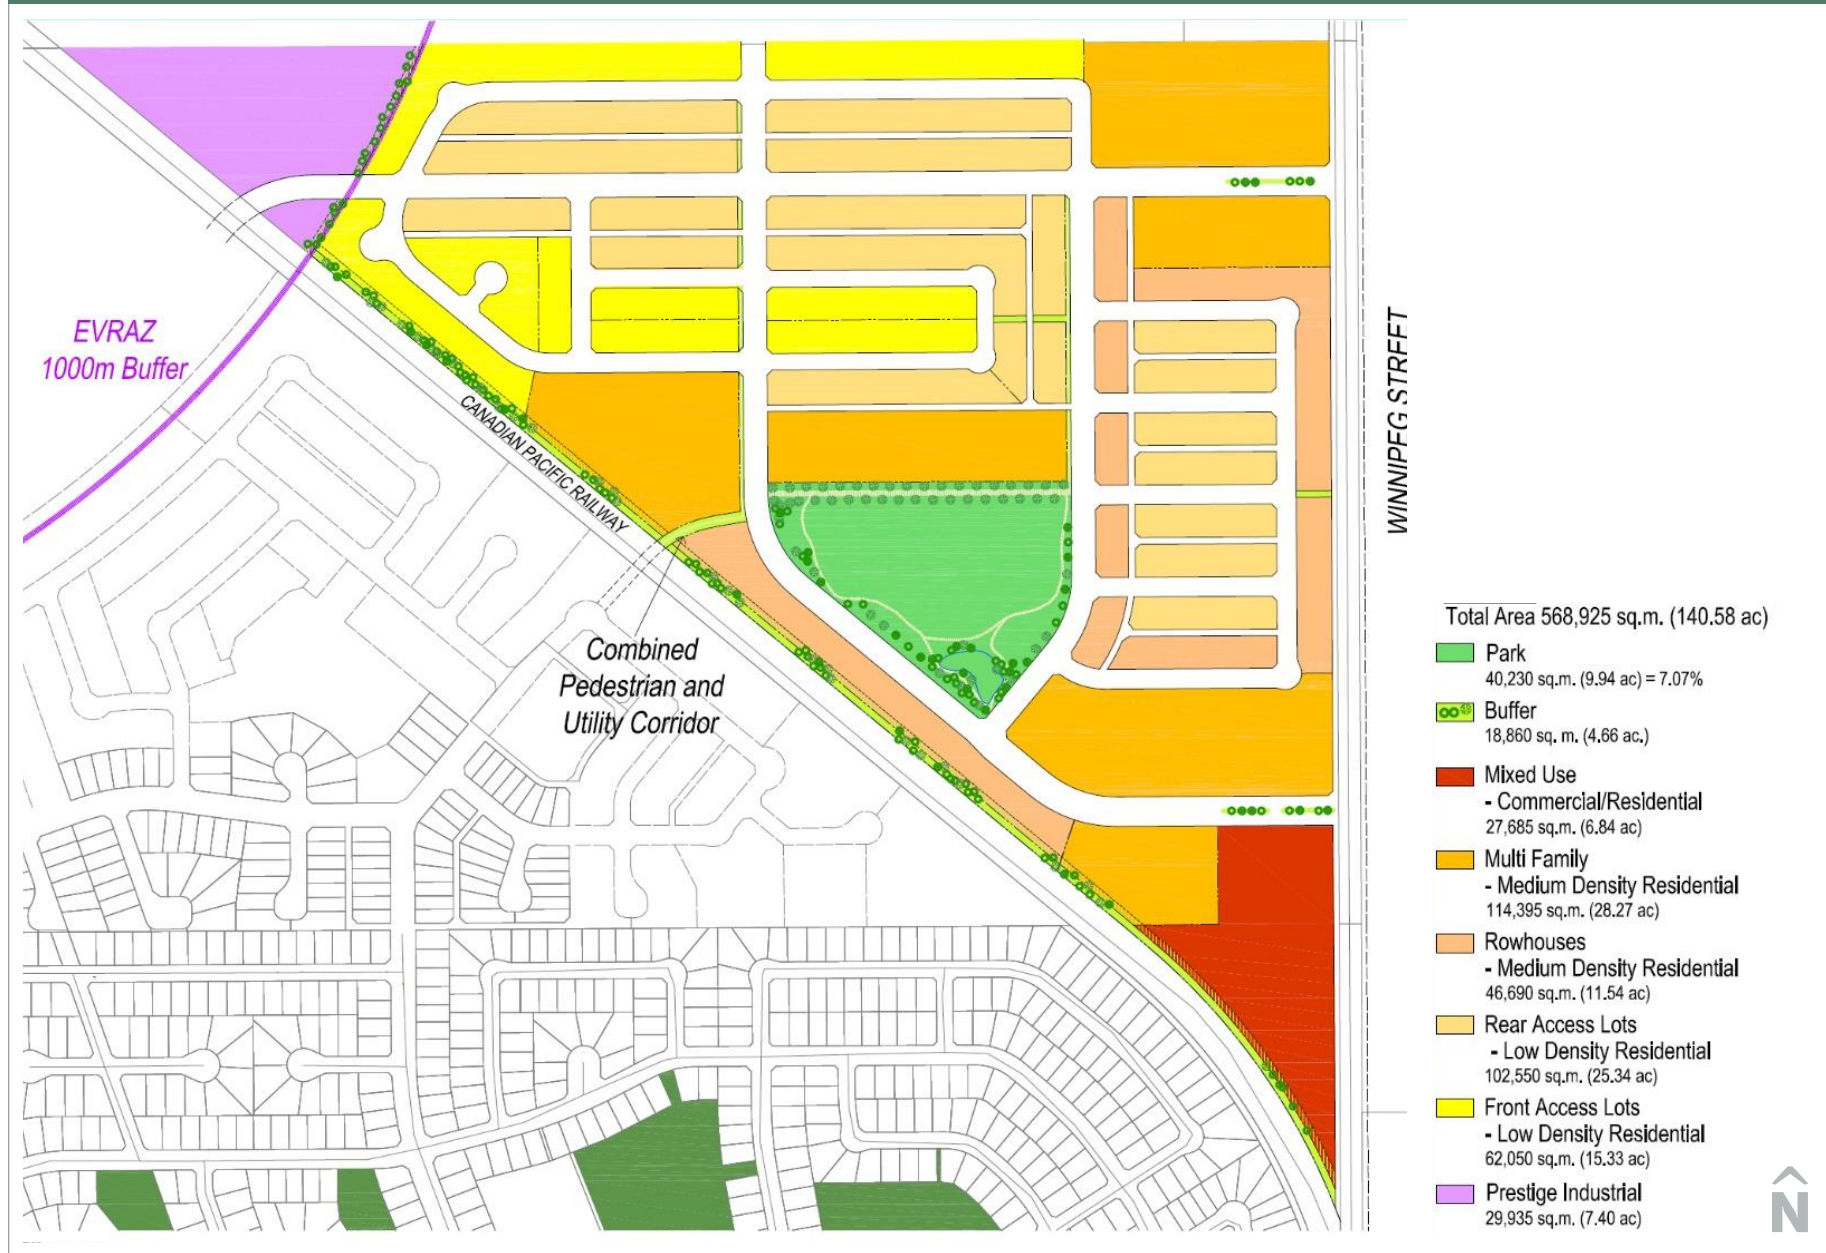 EVRAZ
1000m Buffer
CANADIAN PACIFIC RAILWAY
Combined
Pedestrian and
Utility Corridor
WINNIPEG STREET
Total Area 568,925 sq.m. (140.58 ac)
Park
40,230 sq.m. (9.94 ac) = 7.07%
Buffer
18,860 sq. m. (4.66 ac.)
Mixed Use
- Commercial/Residential
27,685 sq.m. (6.84 ac)
Multi Family
- Medium Density Residential
114,395 sq.m. (28.27 ac)
Rowhouses
- Medium Density Residential
46,690 sq.m. (11.54 ac)
Rear Access Lots
- Low Density Residential
102,550 sq.m. (25.34 ac)
Front Access Lots
- Low Density Residential
62,050 sq.m. (15.33 ac)
Prestige Industrial
29,935 sq.m. (7.40 ac)
N